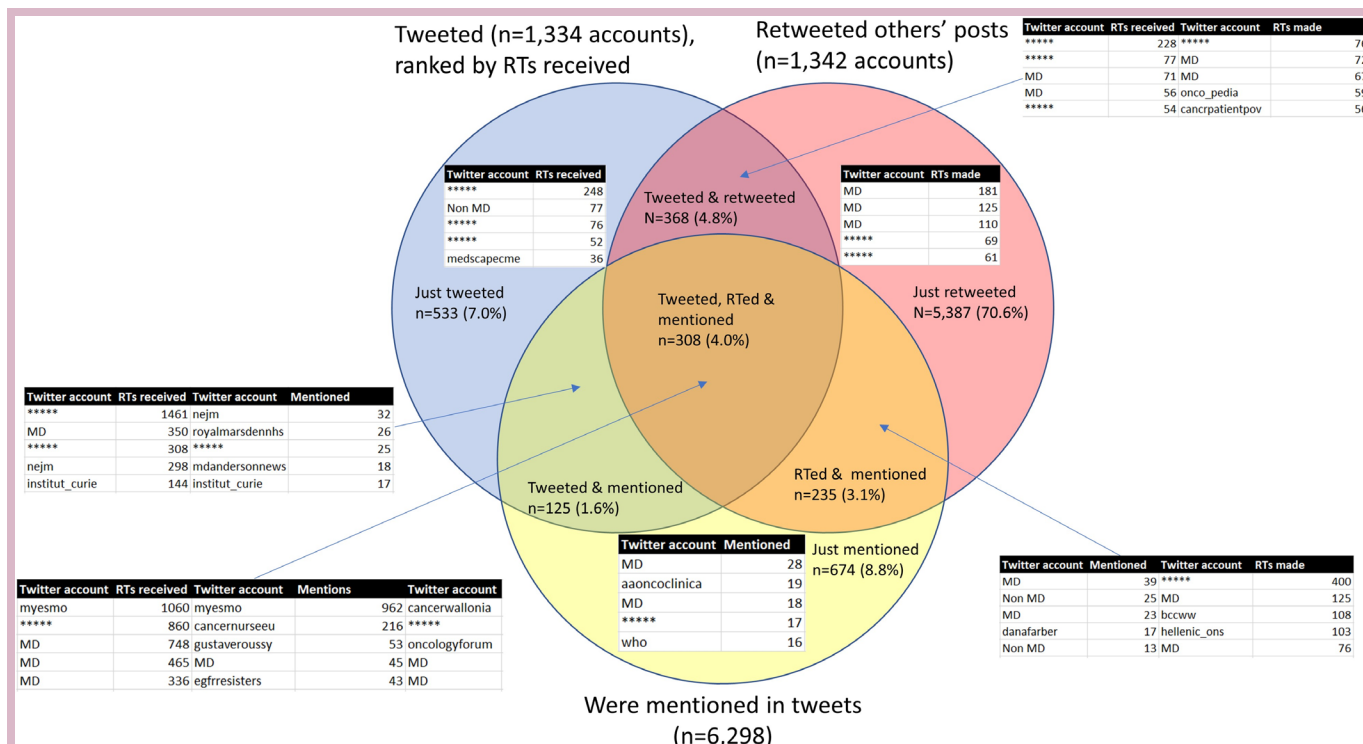 Tweeted (n=1,334 accounts),
ranked by RTs received
Retweeted others’ posts
(n=1,342 accounts)
Twitter account RTs received Twitter account RTs made
***** 228 *****
***** 77 MD
MD 71 MD
MD 56 onco_pedia
***** 54 cancrpatientpov
Twitter account RTs received
***** 248
Non MD 77
***** 76
***** 52
medscapecme 36
Tweeted & retweeted
N=368 (4.8%)
Twitter account RTs made
MD 181
MD 125
MD 110
***** 69
***** 61
Just tweeted
n=533 (7.0%)
Tweeted, RTed &
mentioned
n=308 (4.0%)
Just retweeted
N=5,387 (70.6%)
Twitter account RTs received Twitter account Mentioned
***** 1461 nejm 32
MD 350 royalmarsdennhs 26
***** 308 ***** 25
nejm 298 mdandersonnews 18
institut_curie 144 institut_curie 17
Tweeted & mentioned
n=125 (1.6%)
RTed & mentioned
n=235 (3.1%)
Twitter account Mentioned
MD 28
aaoncoclinica 19
MD 18
***** 17
who 16
Just mentioned
n=674 (8.8%)
Twitter account RTs received Twitter account Mentions Twitter account
myesmo 1060 myesmo 962 cancerwallonia
***** 860 cancernurseeu 216 *****
MD 748 gustaveroussy 53 oncologyforum
MD 465 MD 45 MD
MD 336 egfrresisters 43 MD
Twitter account Mentioned Twitter account RTs made
MD 39 ***** 400
Non MD 25 MD 125
MD 23 bccww 108
danafarber 17 hellenic_ons 103
Non MD 13 MD 76
Were mentioned in tweets
(n=6,298)